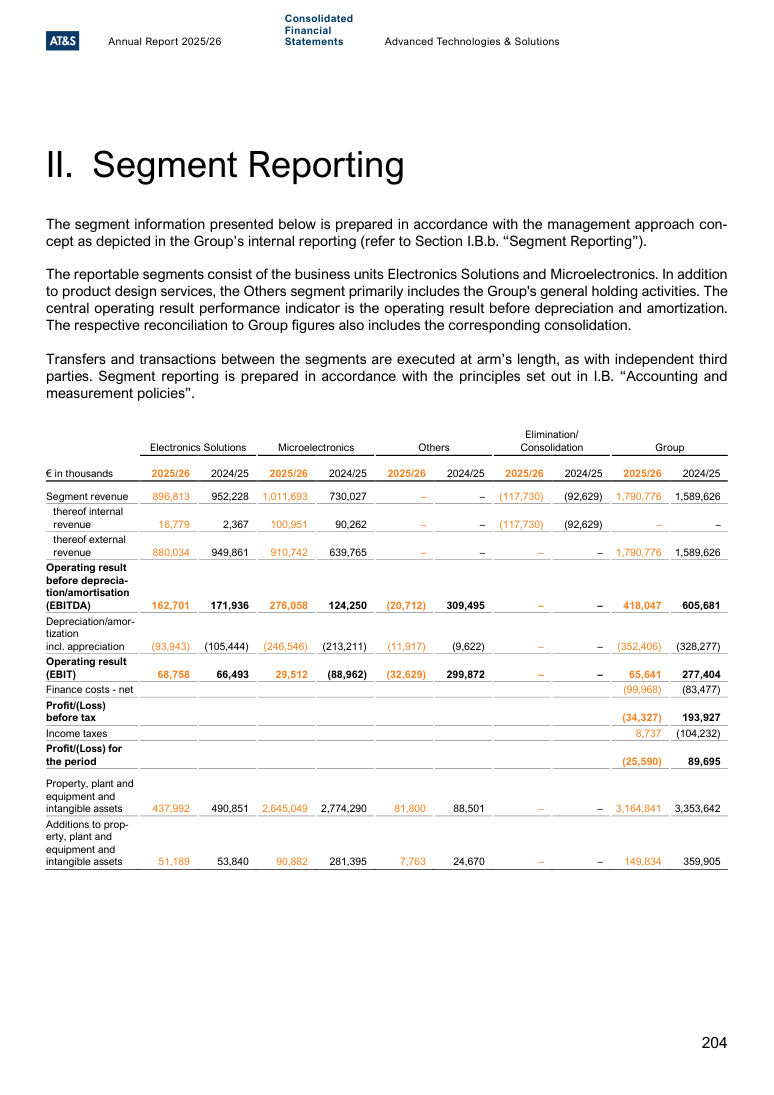 AT&S
Annual Report 2025/26
Consolidated
Financial
Statements
Advanced Technologies & Solutions
II. Segment Reporting
The segment information presented below is prepared in accordance with the management approach con-
cept as depicted in the Group's internal reporting (refer to Section I.B.b. “Segment Reporting”).
The reportable segments consist of the business units Electronics Solutions and Microelectronics. In addition
to product design services, the Others segment primarily includes the Group's general holding activities. The
central operating result performance indicator is the operating result before depreciation and amortization.
The respective reconciliation to Group figures also includes the corresponding consolidation.
Transfers and transactions between the segments are executed at arm’s length, as with independent third
parties. Segment reporting is prepared in accordance with the principles set out in I.B. “Accounting and
measurement policies”.
Electronics Solutions Microelectronics Others Elimination/
Consolidation Group
€ in thousands 2025/26 2024/25 2025/26 2024/25 2025/26 2024/25 2025/26 2024/25 2025/26 2024/25
Segment revenue 896,813 952,228 1,011,693 730,027 – – (117,730) (92,629) 1,790,776 1,589,626
thereof internal
revenue 16,779 2,367 100,951 90,262 – – (117,730) (92,629) – –
thereof external
revenue 880,034 949,861 910,742 639,765 – – – – 1,790,776 1,589,626
Operating result
before deprecia-
tion/amortisation
(EBITDA) 162,701 171,936 276,058 124,250 (20,712) 309,495 – – 418,047 605,681
Depreciation/amor-
tization
incl. appreciation (93,943) (105,444) (246,546) (213,211) (11,917) (9,622) – – (352,406) (328,277)
Operating result
(EBIT) 68,758 66,493 29,512 (88,962) (32,629) 299,872 – – 65,641 277,404
Finance costs - net (99,968) (83,477)
Profit/(Loss)
before tax (34,327) 193,927
Income taxes 8,737 (104,232)
Profit/(Loss) for
the period (25,590) 89,695
Property, plant and
equipment and
intangible assets 437,992 490,851 2,645,049 2,774,290 81,800 88,501 – – 3,164,841 3,353,642
Additions to prop-
erty, plant and
equipment and
intangible assets 51,189 53,840 90,882 281,395 7,763 24,670 – – 149,834 359,905
204